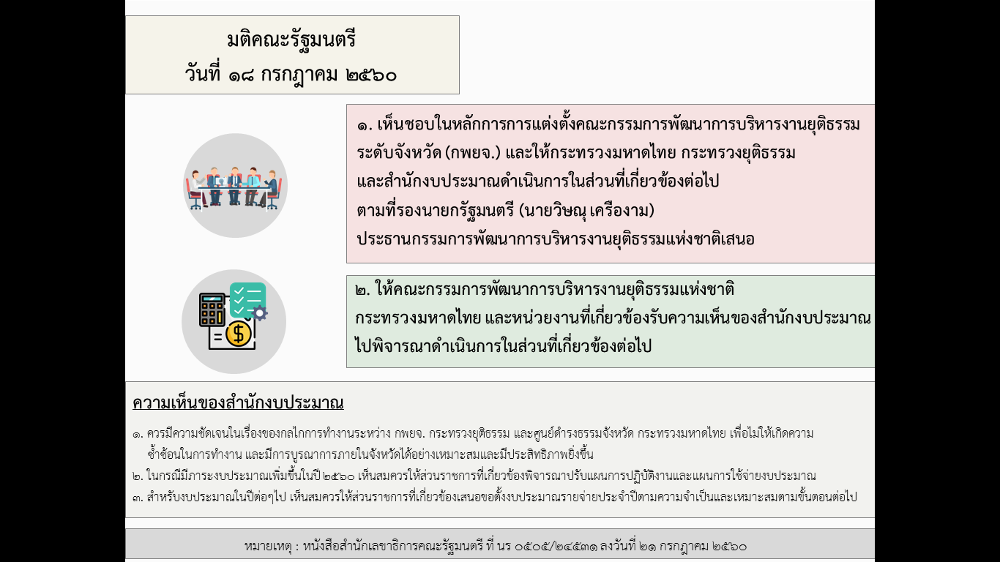 มติคณะรัฐมนตรี
วันที่ ๑๘ กรกฎาคม ๒๕๖๐
๑. เห็นชอบในหลักการการแต่งตั้งคณะกรรมการพัฒนาการบริหารงานยุติธรรม
ระดับจังหวัด (กพยจ.) และให้กระทรวงมหาดไทย กระทรวงยุติธรรม
และสำนักงบประมาณดำเนินการในส่วนที่เกี่ยวข้องต่อไป
ตามที่รองนายกรัฐมนตรี (นายวิษณุ เครืองาม)
ประธานกรรมการพัฒนาการบริหารงานยุติธรรมแห่งชาติเสนอ
๒. ให้คณะกรรมการพัฒนาการบริหารงานยุติธรรมแห่งชาติ
กระทรวงมหาดไทย และหน่วยงานที่เกี่ยวข้องรับความเห็นของสำนักงบประมาณ
ไปพิจารณาดำเนินการในส่วนที่เกี่ยวข้องต่อไป
ความเห็นของสำนักงบประมาณ
๑. ควรมีความชัดเจนในเรื่องของกลไกการทำงานระหว่าง กพยจ. กระทรวงยุติธรรม และศูนย์ดำรงธรรมจังหวัด กระทรวงมหาดไทย เพื่อไม่ให้เกิดความ
ซ้ำซ้อนในการทำงาน และมีการบูรณาการภายในจังหวัดได้อย่างเหมาะสมและมีประสิทธิภาพยิ่งขึ้น
๒. ในกรณีมีภาระงบประมาณเพิ่มขึ้นในปี ๒๕๖๐ เห็นสมควรให้ส่วนราชการที่เกี่ยวข้องพิจารณาปรับแผนการปฏิบัติงานและแผนการใช้จ่ายงบประมาณ
๓. สำหรับงบประมาณในปีต่อๆไป เห็นสมควรให้ส่วนราชการที่เกี่ยวข้องเสนอขอตั้งงบประมาณรายจ่ายประจำปีตามความจำเป็นและเหมาะสมตามขั้นตอนต่อไป
หมายเหตุ : หนังสือสำนักเลขาธิการคณะรัฐมนตรี ที่ นร ๐๕๐๕/๒๔๕๓๑ ลงวันที่ ๒๑ กรกฎาคม ๒๕๖๐